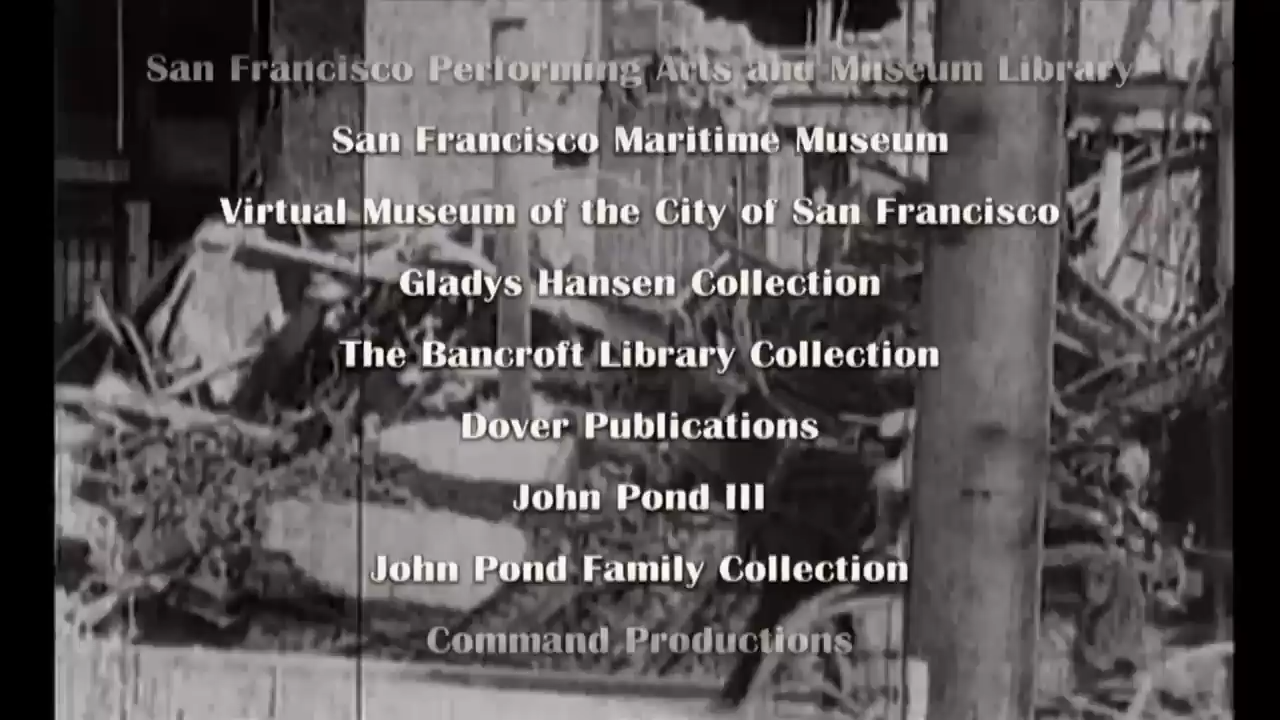 San Francisco Performing Arts and Museum Library
San Francisco Maritime Museum
Virtual Museum of the City of San Francisco
Gladys Hansen Collection
The Bancroft Library Collection
Dover Publications
John Pond III
John Pond Family Collection
Command Productions